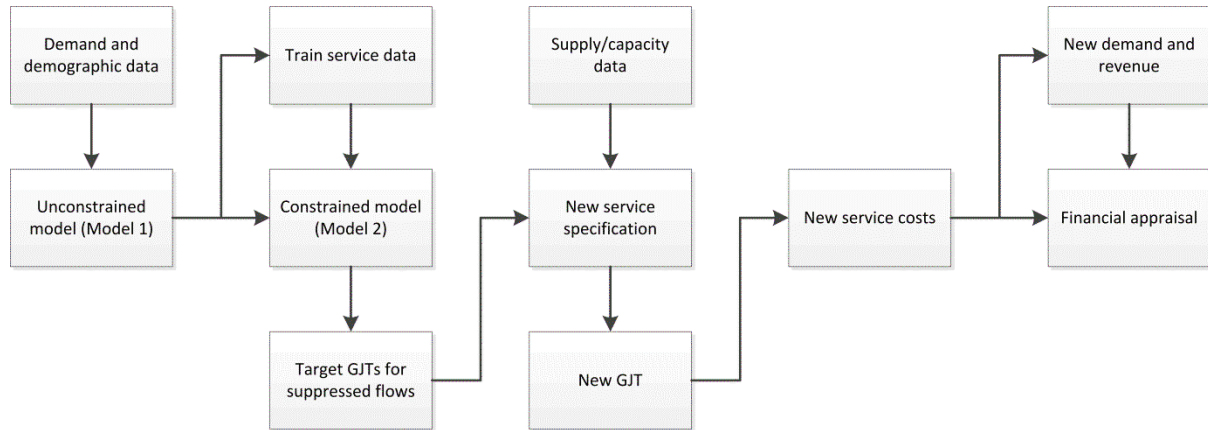 Demand and
demographic data
Train service data
Supply/capacity
data
New demand and
revenue
Unconstrained
model (Model 1)
Constrained model
(Model 2)
New service
specification
New service costs
Financial appraisal
Target GJTs for
suppressed flows
New GJT